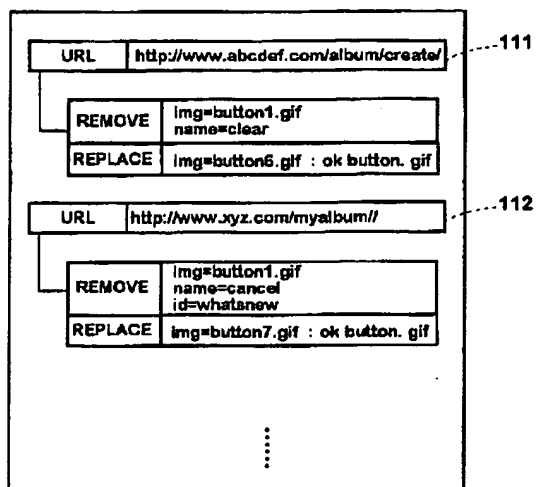 URL http://www.abcdef.com/album/create/ 111
REMOVE img=button1.gif
name=clear
REPLACE img=button6.gif : ok button. gif
URL http://www.xyz.com/myalbum// 112
REMOVE img=button1.gif
name=cancel
id=whatsnew
REPLACE img=button7.gif : ok button. gif